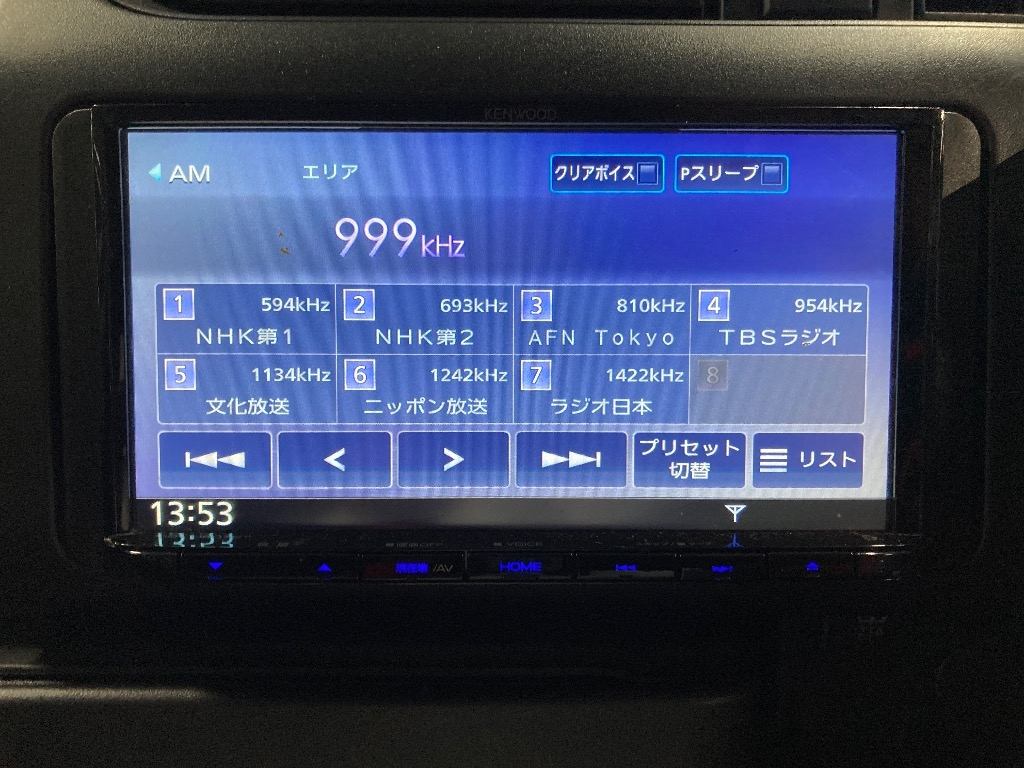 KENWOOD
AM エリア クリアボイス Pスリープ
999kHz
1 594kHz 2 693kHz 3 810kHz 4 954kHz
NHK第1 NHK第2 AFN Tokyo TBSラジオ
5 1134kHz 6 1242kHz 7 1422kHz 8
文化放送 ニッポン放送 ラジオ日本
プリセット
切替
リスト
13:53
現在地/AV HOME